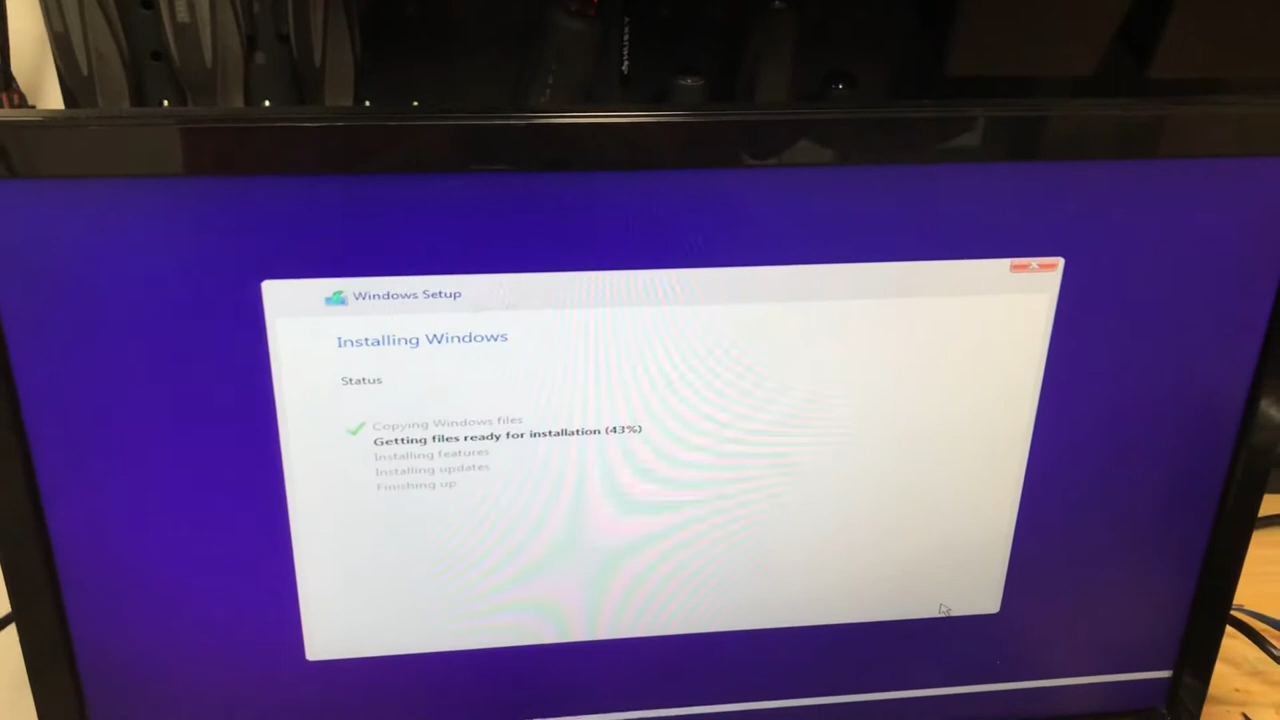 Windows Setup
Installing Windows
Status
Copying Windows files
Getting files ready for installation (43%)
Installing features
Installing updates
Finishing up